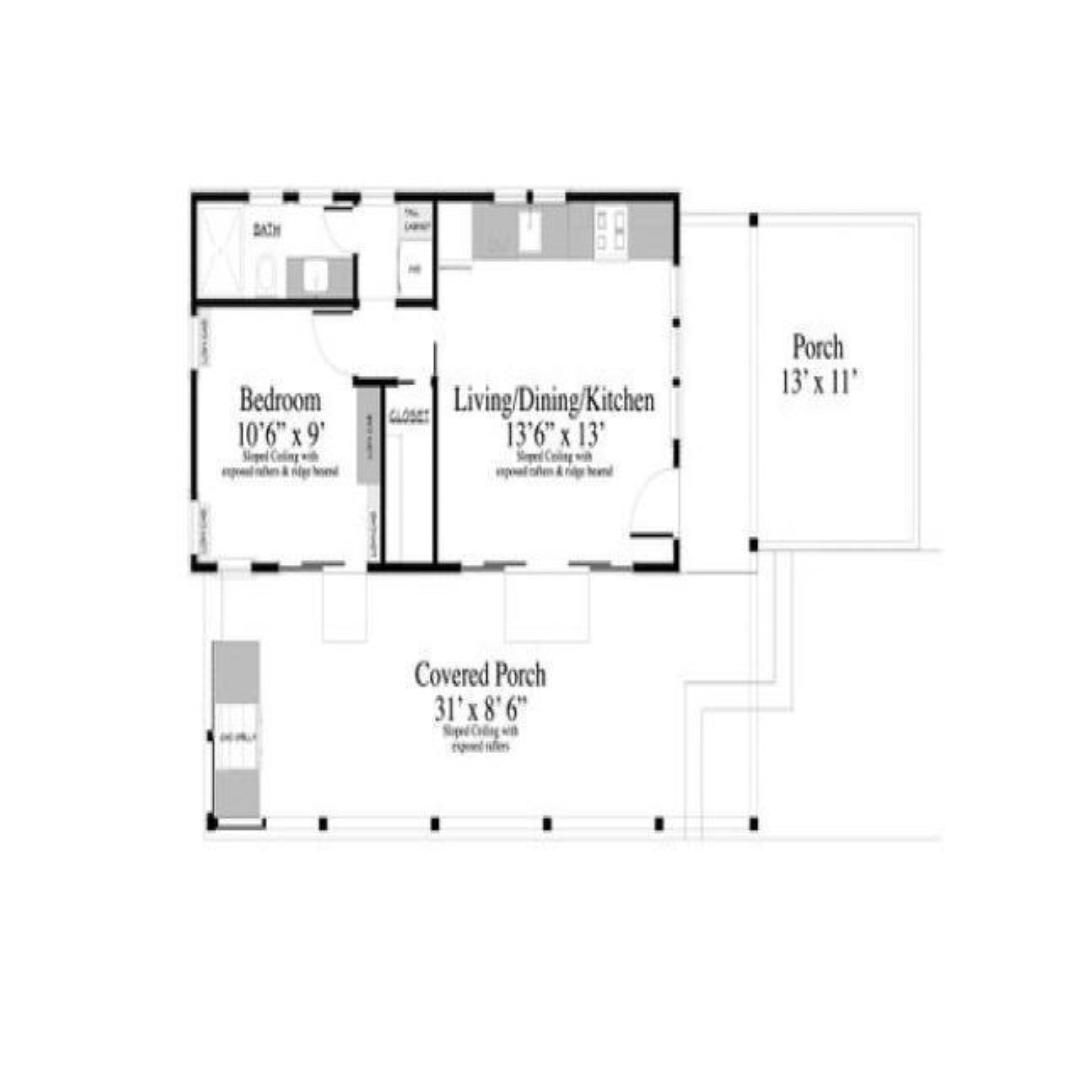 BATH
TALL
CABINET
Porch
13' x 11'
Bedroom
10'6" x 9'
Sloped Ceiling with
exposed rafters & ridge beam
CLOSET
Living/Dining/Kitchen
13'6" x 13'
Sloped Ceiling with
exposed rafters & ridge beam
Covered Porch
31' x 8' 6"
Sloped Ceiling with
exposed rafters